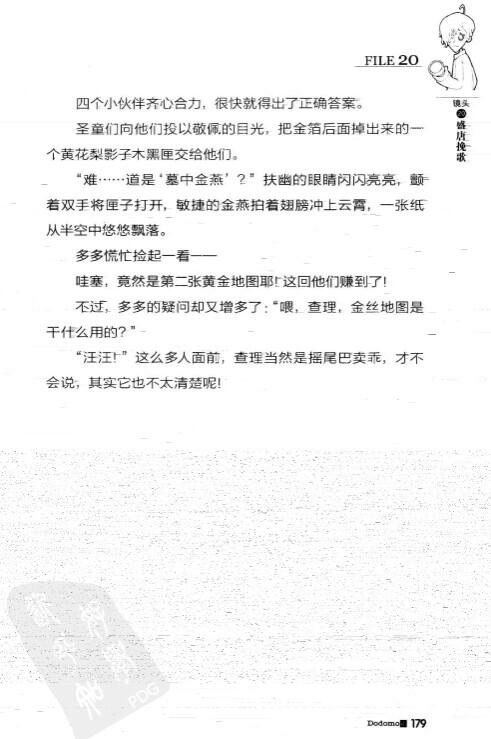 FILE 20
镜头
20
盛唐挽歌
四个小伙伴齐心合力，很快就得出了正确答案。
圣童们向他们投以敬佩的目光，把金箔后面掉出来的一
个黄花梨影子木黑匣交给他们。
“难……道是‘墓中金燕’？”扶幽的眼睛闪闪亮亮，颤
着双手将匣子打开，敏捷的金燕拍着翅膀冲上云霄，一张纸
从半空中悠悠飘落。
多多慌忙捡起一看——
哇塞，竟然是第二张黄金地图耶！这回他们赚到了！
不过，多多的疑问却又增多了：“喂，查理，金丝地图是
干什么用的？”
“汪汪！”这么多人面前，查理当然是摇尾巴卖乖，才不
会说，其实它也不太清楚呢！
PDG
Dodomo 179